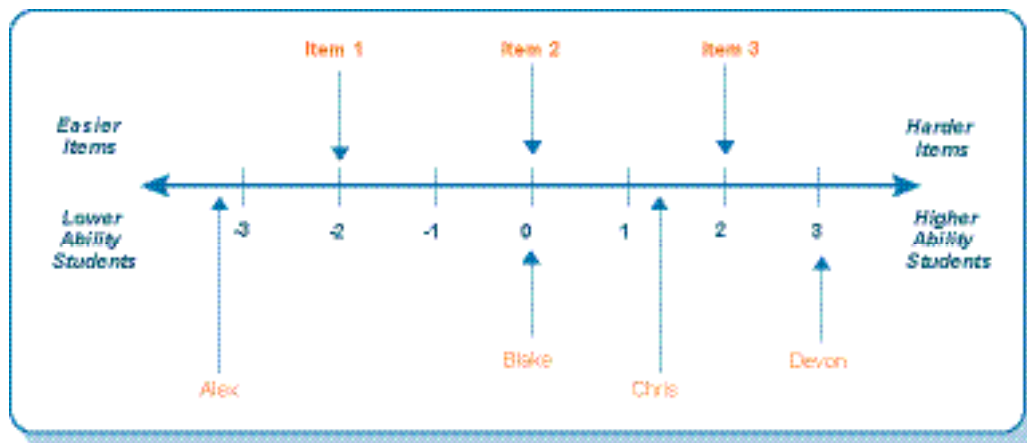 Item 1
Item 2
Item 3
Easier
Items
Harder
Items
Lower
Ability
Students
-3
-2
-1
0
1
2
3
Higher
Ability
Students
Blake
Devon
Alex
Chris